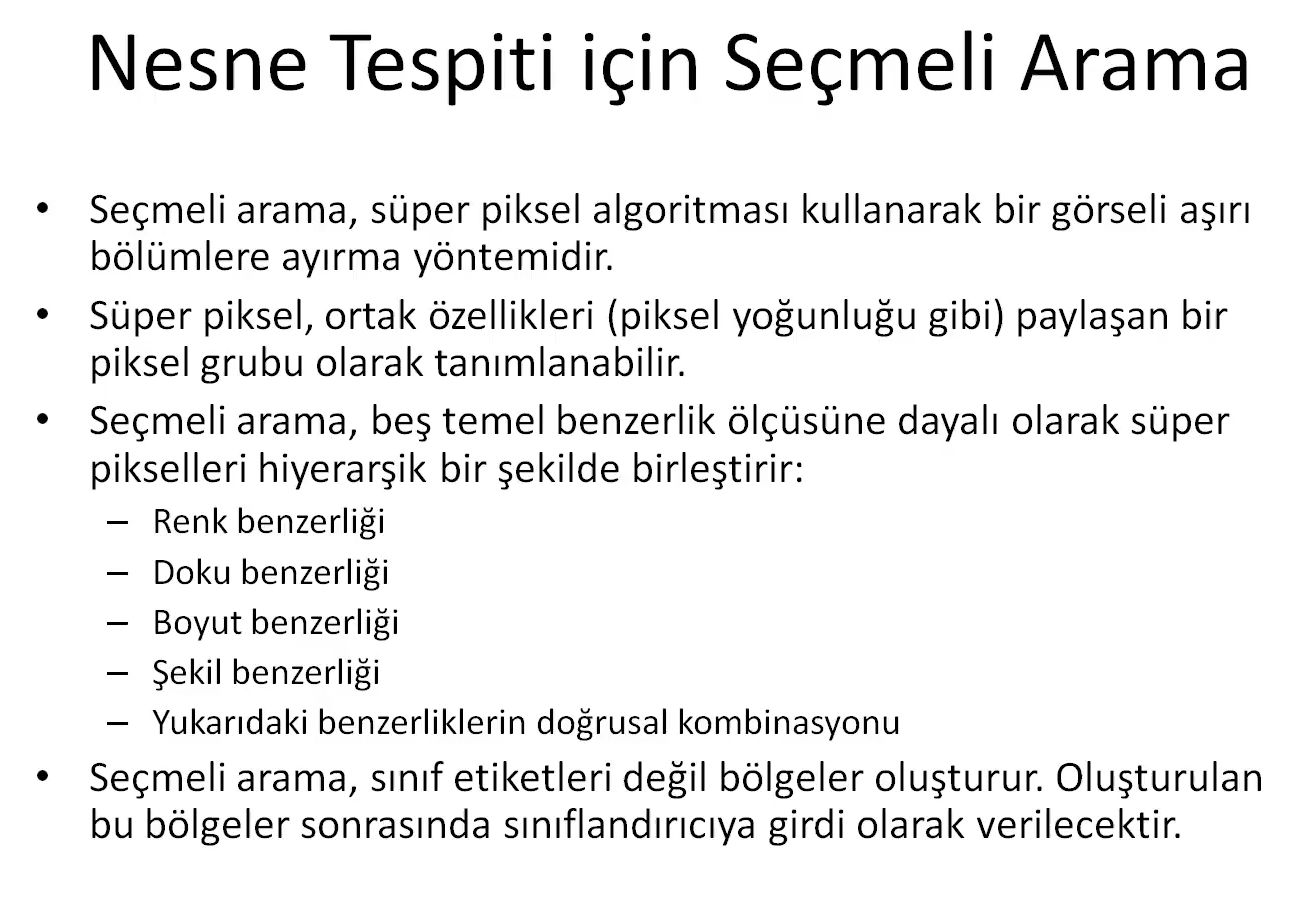 Nesne Tespiti için Seçmeli Arama
• Seçmeli arama, süper piksel algoritması kullanarak bir görseli aşırı
bölümlere ayırma yöntemidir.
• Süper piksel, ortak özellikleri (piksel yoğunluğu gibi) paylaşan bir
piksel grubu olarak tanımlanabilir.
• Seçmeli arama, beş temel benzerlik ölçüsüne dayalı olarak süper
pikselleri hiyerarşik bir şekilde birleştirir:
– Renk benzerliği
– Doku benzerliği
– Boyut benzerliği
– Şekil benzerliği
– Yukarıdaki benzerliklerin doğrusal kombinasyonu
• Seçmeli arama, sınıf etiketleri değil bölgeler oluşturur. Oluşturulan
bu bölgeler sonrasında sınıflandırıcıya girdi olarak verilecektir.